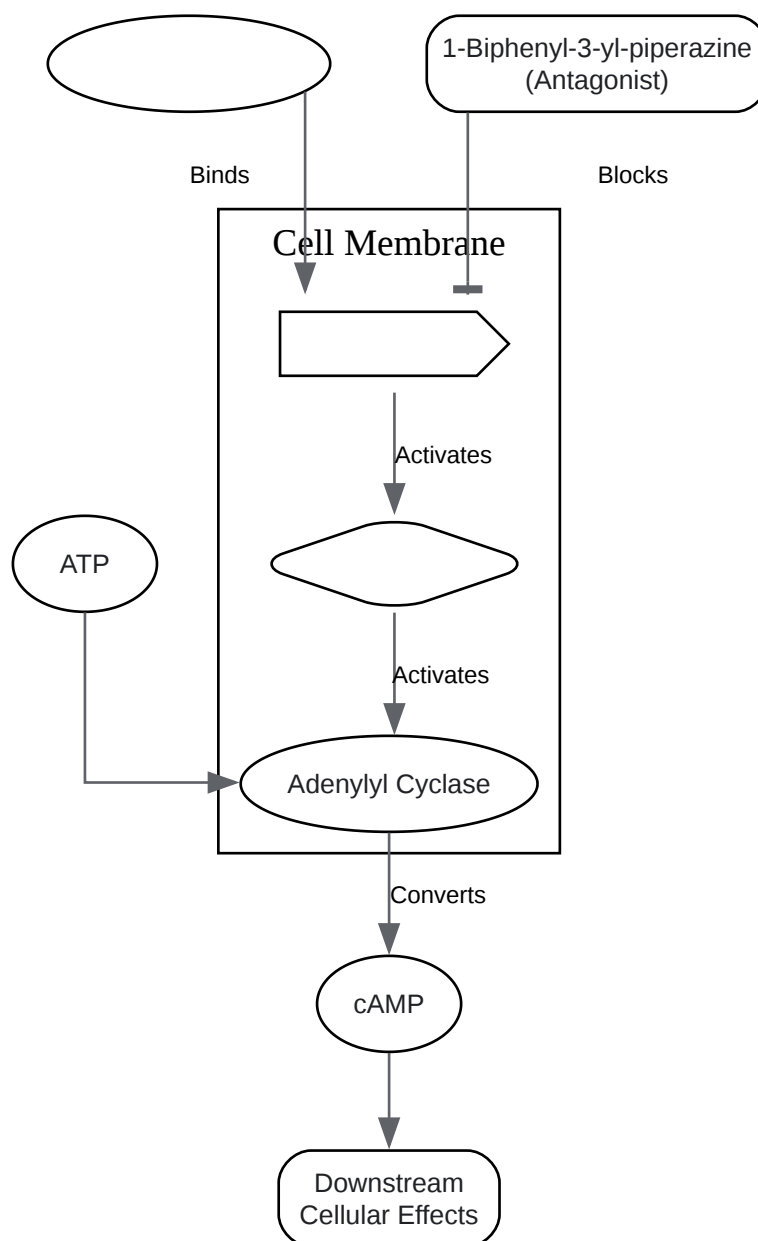 1-Biphenyl-3-yl-piperazine
(Antagonist)
Binds
Blocks
Cell Membrane
Activates
ATP
Activates
Adenylyl Cyclase
Converts
cAMP
Downstream
Cellular Effects